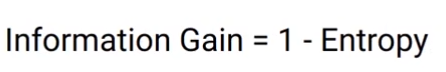 Information Gain = 1 - Entropy